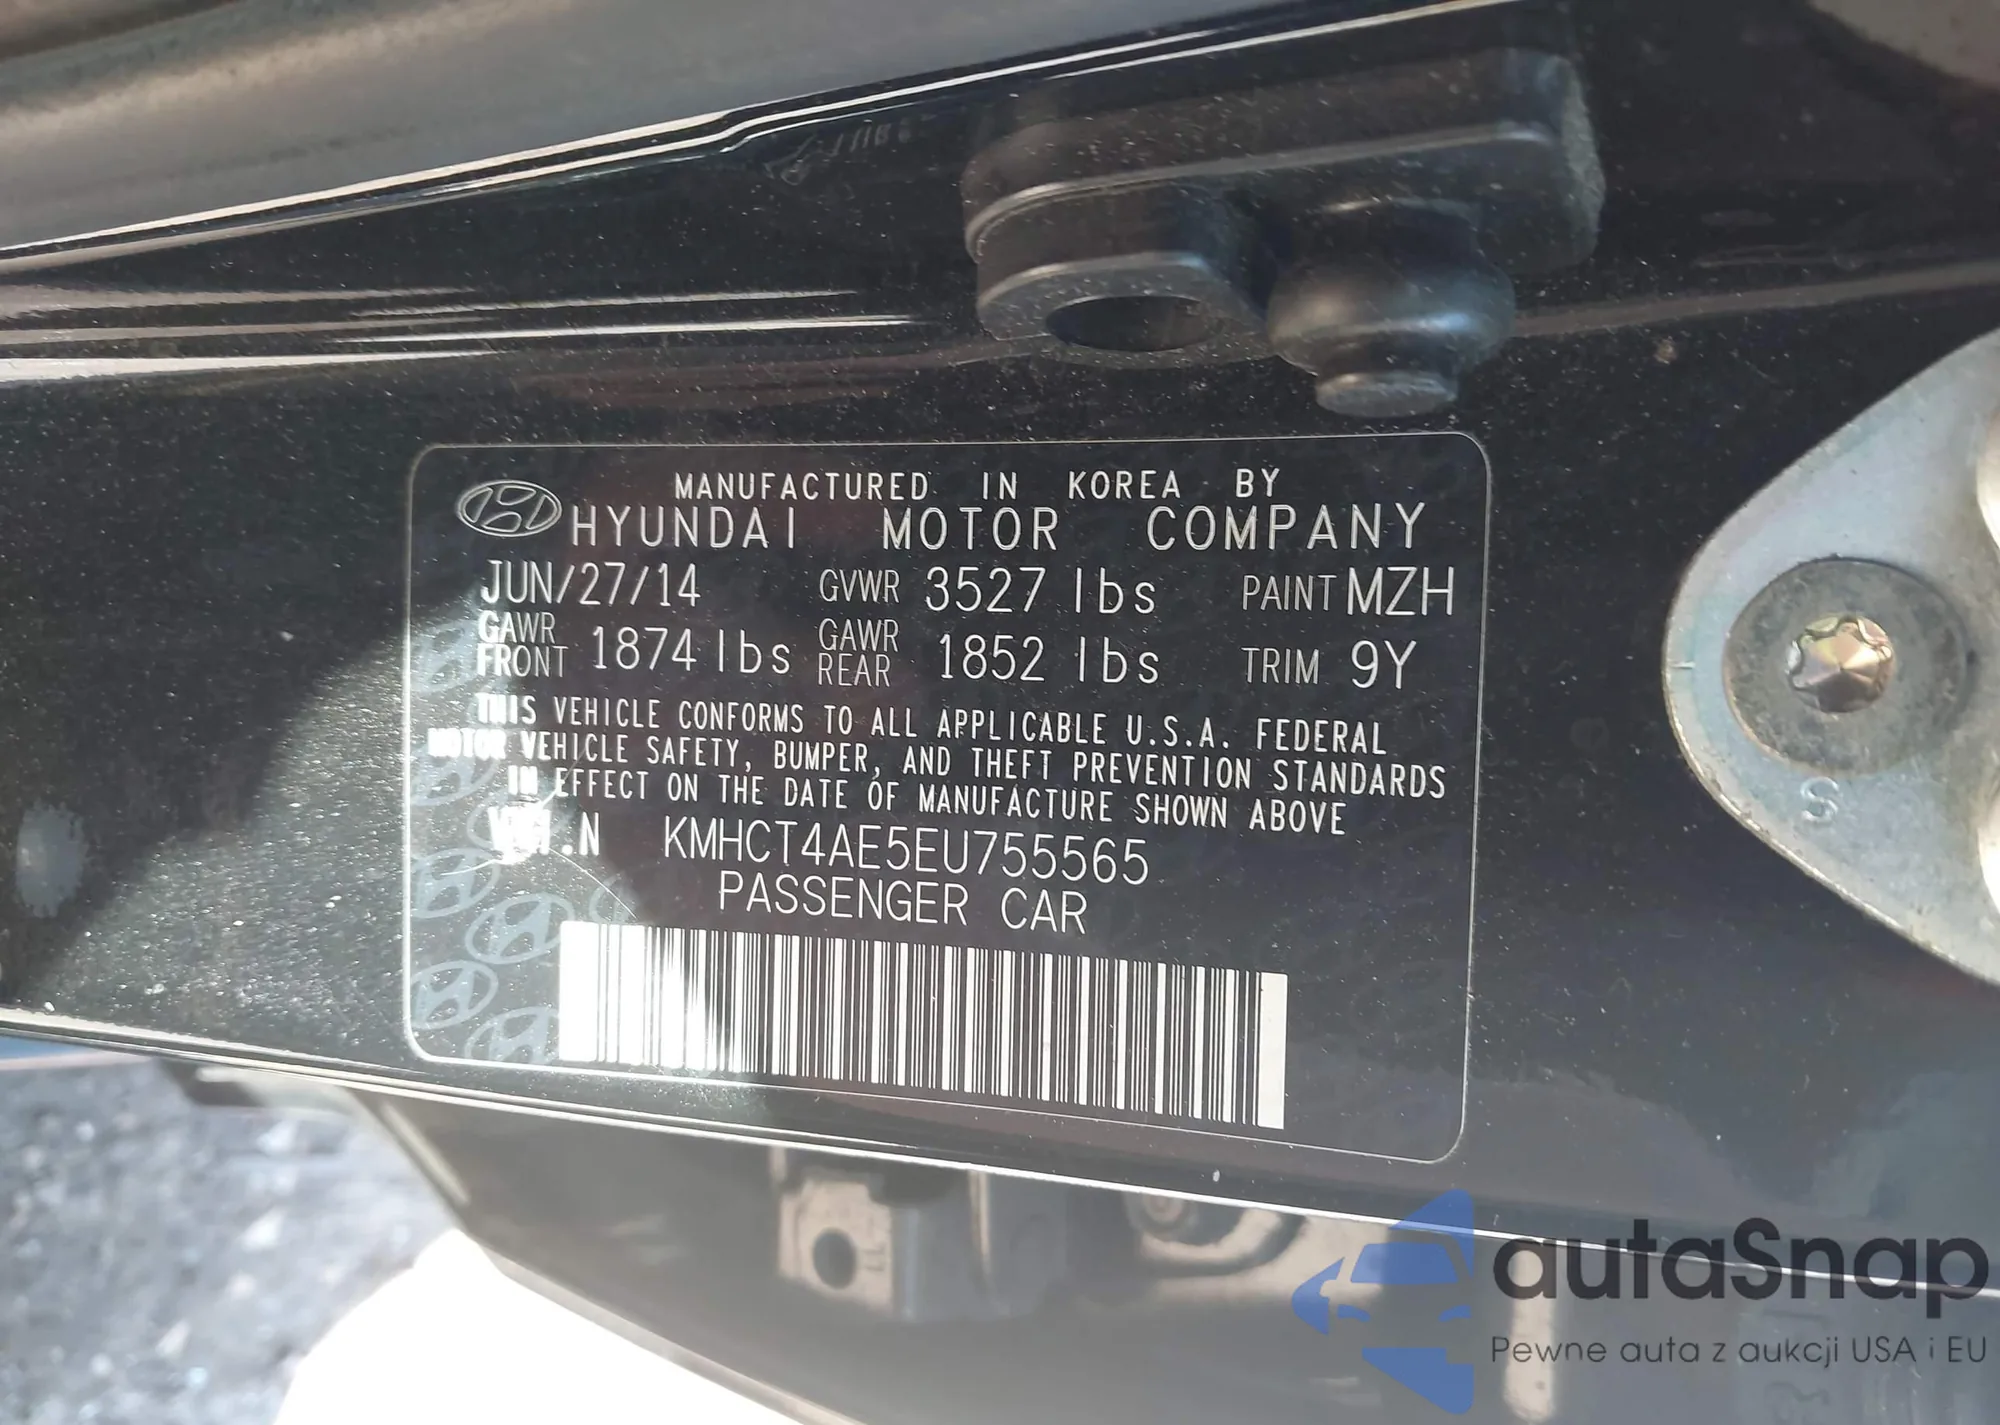 MANUFACTURED IN KOREA BY
HYUNDAI MOTOR COMPANY
JUN/27/14 GVWR 3527 lbs PAINT MZH
GAWR FRONT 1874 lbs GAWR REAR 1852 lbs TRIM 9Y
THIS VEHICLE CONFORMS TO ALL APPLICABLE U.S.A. FEDERAL
MOTOR VEHICLE SAFETY, BUMPER, AND THEFT PREVENTION STANDARDS
IN EFFECT ON THE DATE OF MANUFACTURE SHOWN ABOVE
V.I.N KMHCT4AE5EU755565
PASSENGER CAR
S
autaSnap
Pewne auta z aukcji USA i EU